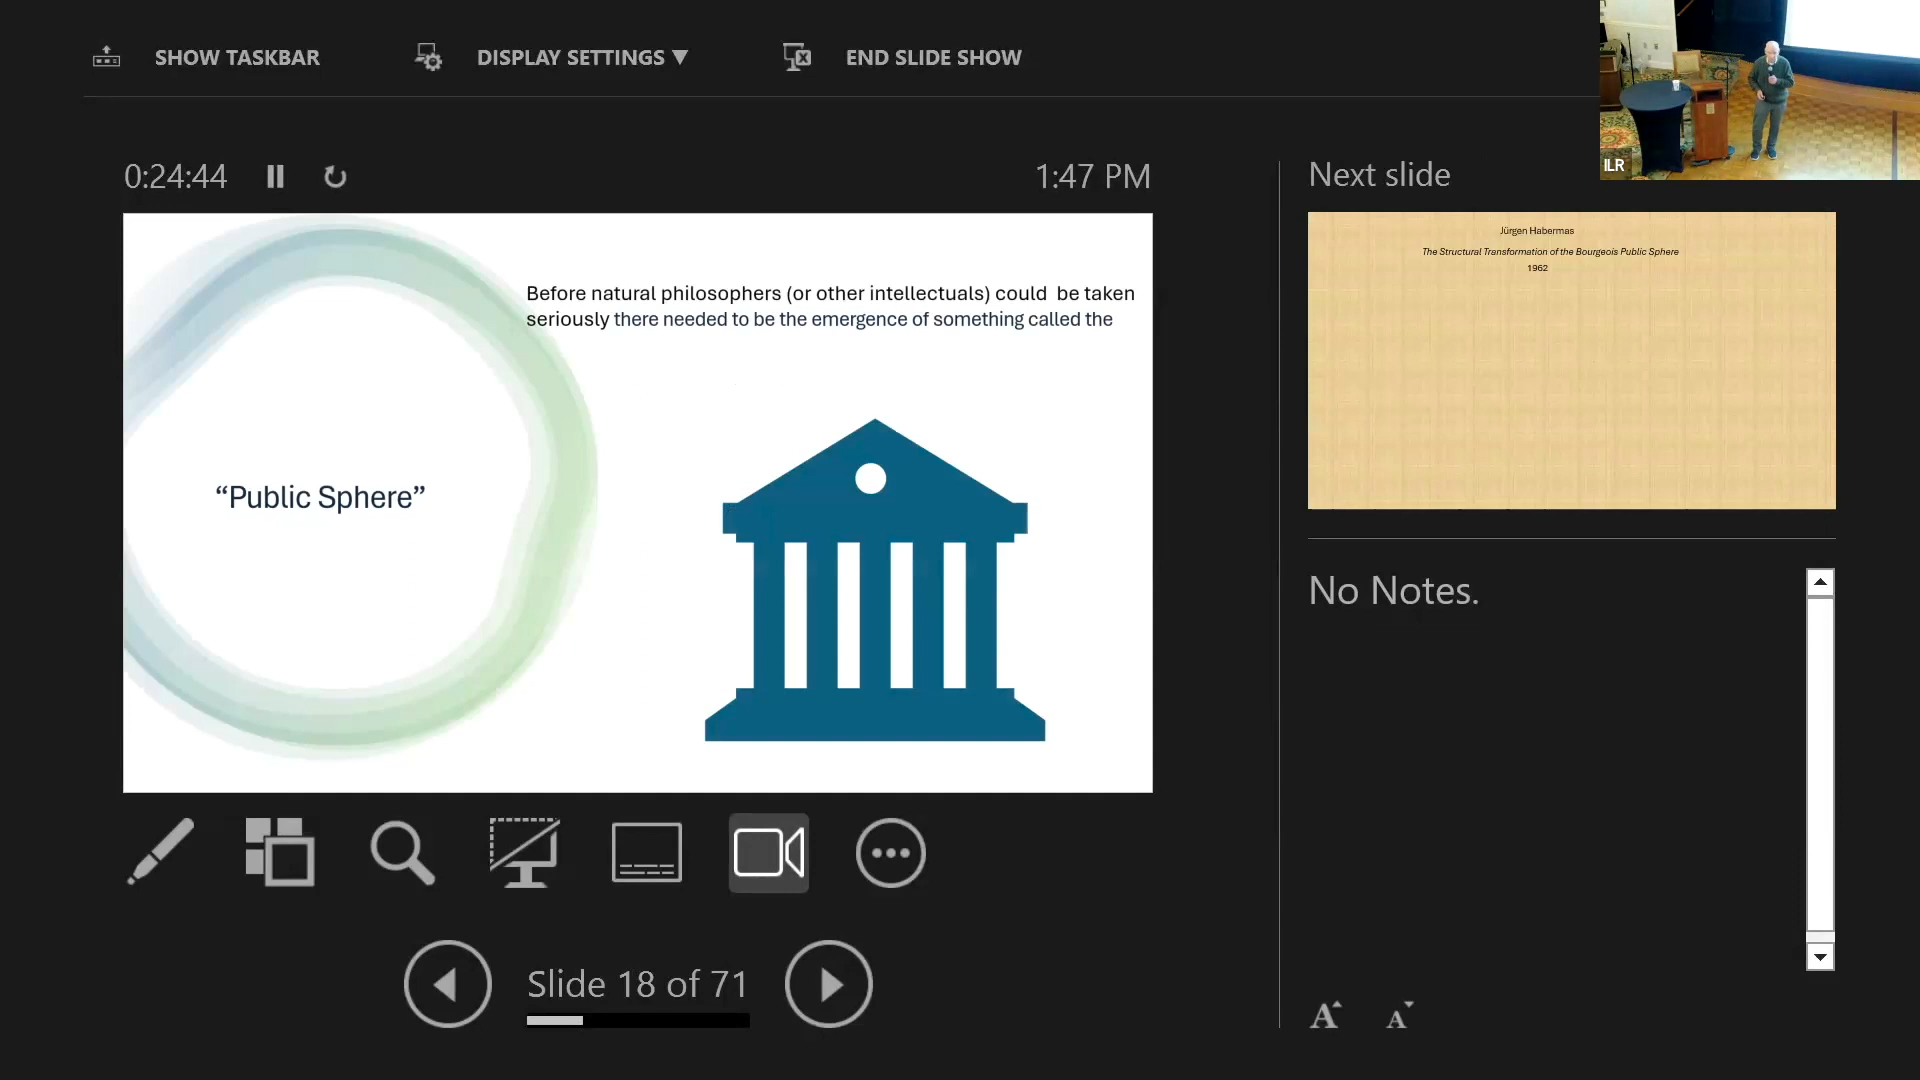 SHOW TASKBAR
DISPLAY SETTINGS ▼
END SLIDE SHOW
ILR
0:24:44
1:47 PM
Before natural philosophers (or other intellectuals) could  be taken
seriously there needed to be the emergence of something called the
“Public Sphere”
Slide 18 of 71
Next slide
Jürgen Habermas
The Structural Transformation of the Bourgeois Public Sphere
1962
No Notes.
A A